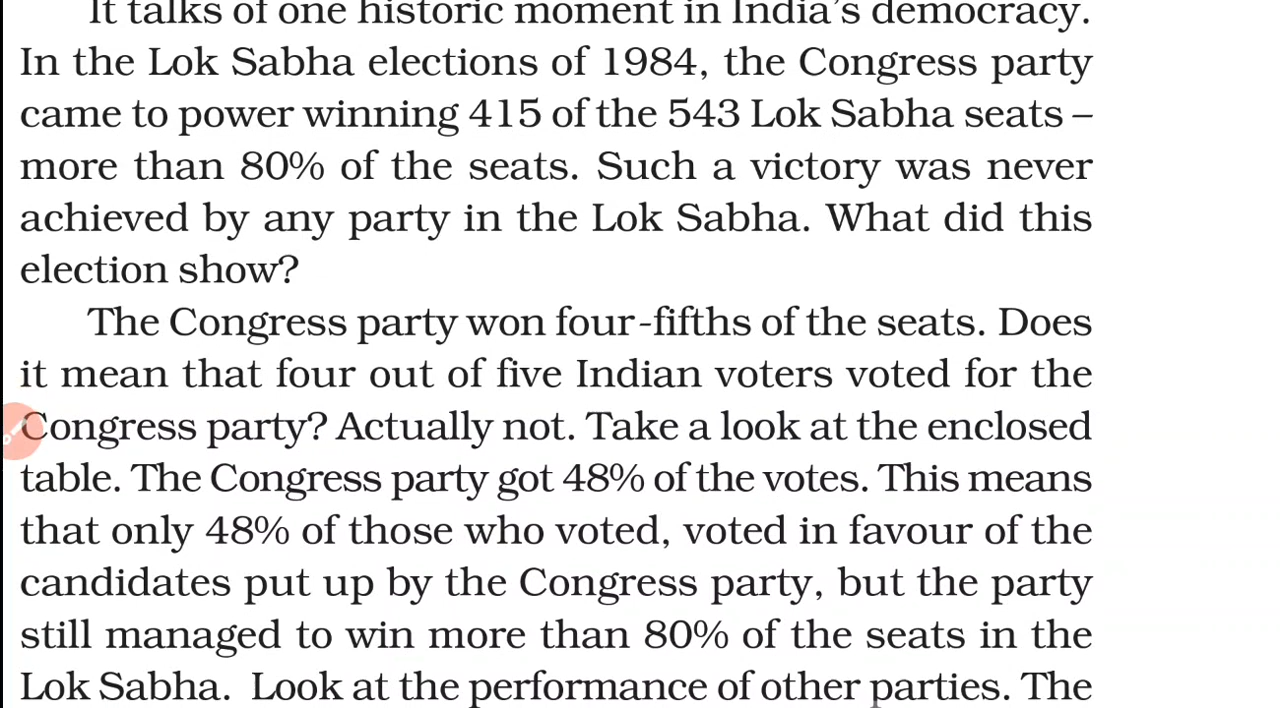 It talks of one historic moment in India's democracy.
In the Lok Sabha elections of 1984, the Congress party
came to power winning 415 of the 543 Lok Sabha seats –
more than 80% of the seats. Such a victory was never
achieved by any party in the Lok Sabha. What did this
election show?
The Congress party won four-fifths of the seats. Does
it mean that four out of five Indian voters voted for the
Congress party? Actually not. Take a look at the enclosed
table. The Congress party got 48% of the votes. This means
that only 48% of those who voted, voted in favour of the
candidates put up by the Congress party, but the party
still managed to win more than 80% of the seats in the
Lok Sabha. Look at the performance of other parties. The